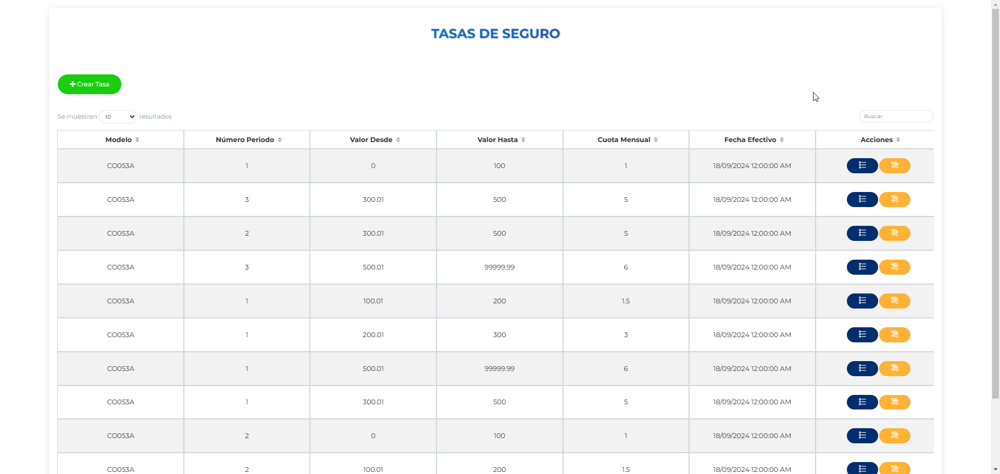 TASAS DE SEGURO
Crear Tasa
Se muestran 10 resultados
Buscar
Modelo Número Periodo Valor Desde Valor Hasta Cuota Mensual Fecha Efectivo Acciones
CO053A 1 0 100 1 18/09/2024 12:00:00 AM
CO053A 3 300.01 500 5 18/09/2024 12:00:00 AM
CO053A 2 300.01 500 5 18/09/2024 12:00:00 AM
CO053A 3 500.01 99999.99 6 18/09/2024 12:00:00 AM
CO053A 1 100.01 200 1.5 18/09/2024 12:00:00 AM
CO053A 1 200.01 300 3 18/09/2024 12:00:00 AM
CO053A 1 500.01 99999.99 6 18/09/2024 12:00:00 AM
CO053A 1 300.01 500 5 18/09/2024 12:00:00 AM
CO053A 2 0 100 1 18/09/2024 12:00:00 AM
CO053A 2 100.01 200 1.5 18/09/2024 12:00:00 AM